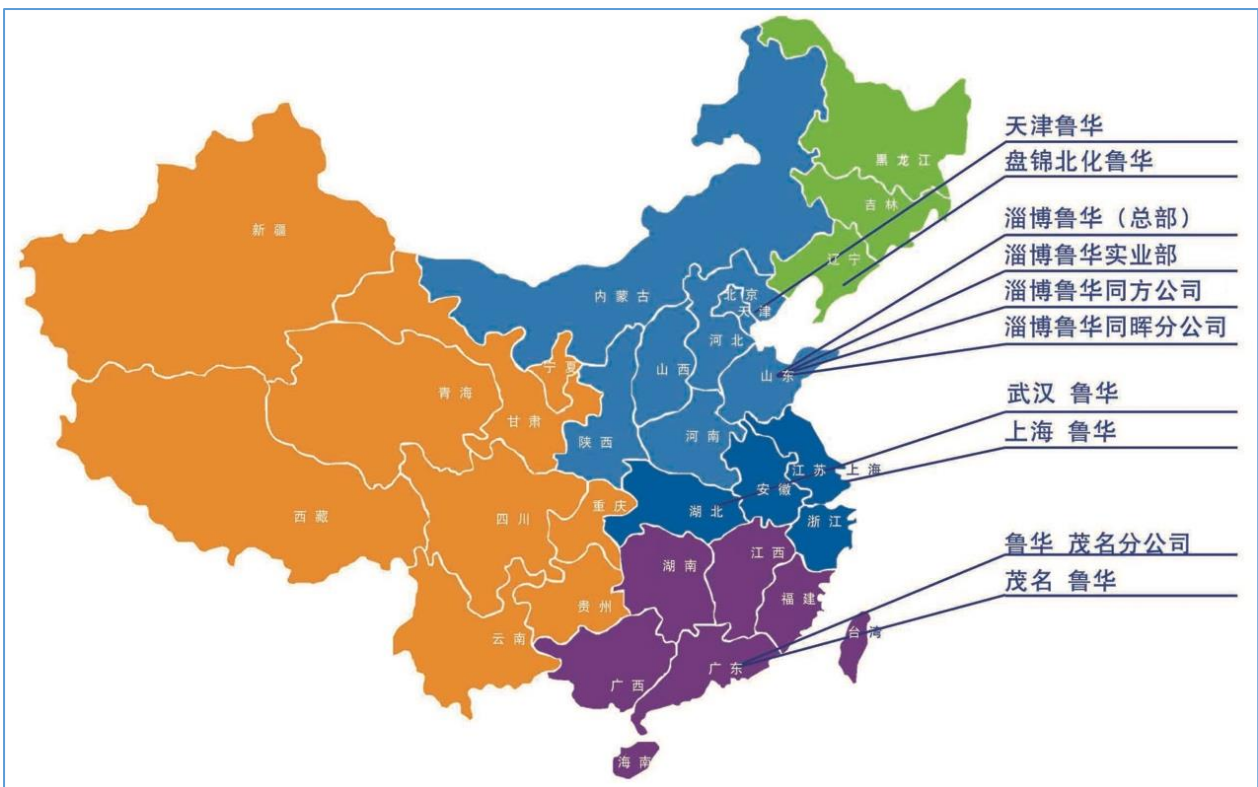 天津鲁华
盘锦北化鲁华
淄博鲁华（总部）
淄博鲁华实业部
淄博鲁华同方公司
淄博鲁华同晖分公司
武汉 鲁华
上海 鲁华
鲁华 茂名分公司
茂名 鲁华
黑龙江
吉林
辽宁
新疆
内蒙古
北京
天津
河北
山西
山东
宁夏
青海
甘肃
陕西
河南
江苏
上海
安徽
西藏
四川
重庆
湖北
浙江
湖南
江西
福建
贵州
云南
台湾
广西
广东
海南